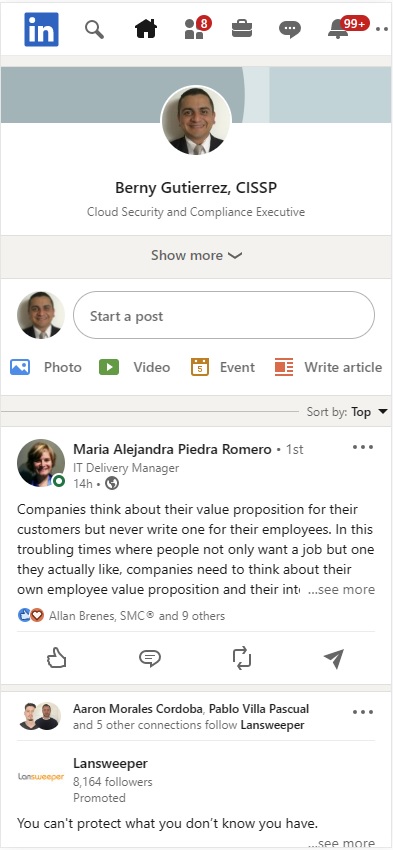 in
8
99+
Berny Gutierrez, CISSP
Cloud Security and Compliance Executive
Show more
Start a post
Photo
5
Video
Event
Write article
Sort by: Top
Maria Alejandra Piedra Romero • 1st
IT Delivery Manager
14h •
Companies think about their value proposition for their
customers but never write one for their employees. In this
troubling times where people not only want a job but one
they actually like, companies need to think about their
own employee value proposition and their inte ...see more
Allan Brenes, SMC® and 9 others
Aaron Morales Cordoba, Pablo Villa Pascual
and 5 other connections follow Lansweeper
Lansweeper
Lansweeper
8,164 followers
Promoted
You can't protect what you don’t know you have.
...see more